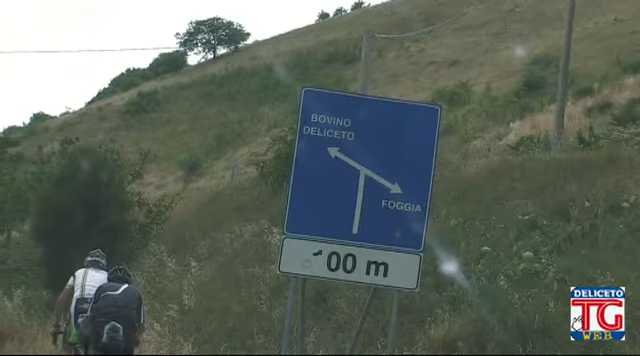 BOVINO
DELICETO
FOGGIA
00 m
DELICETO
TG
WEB